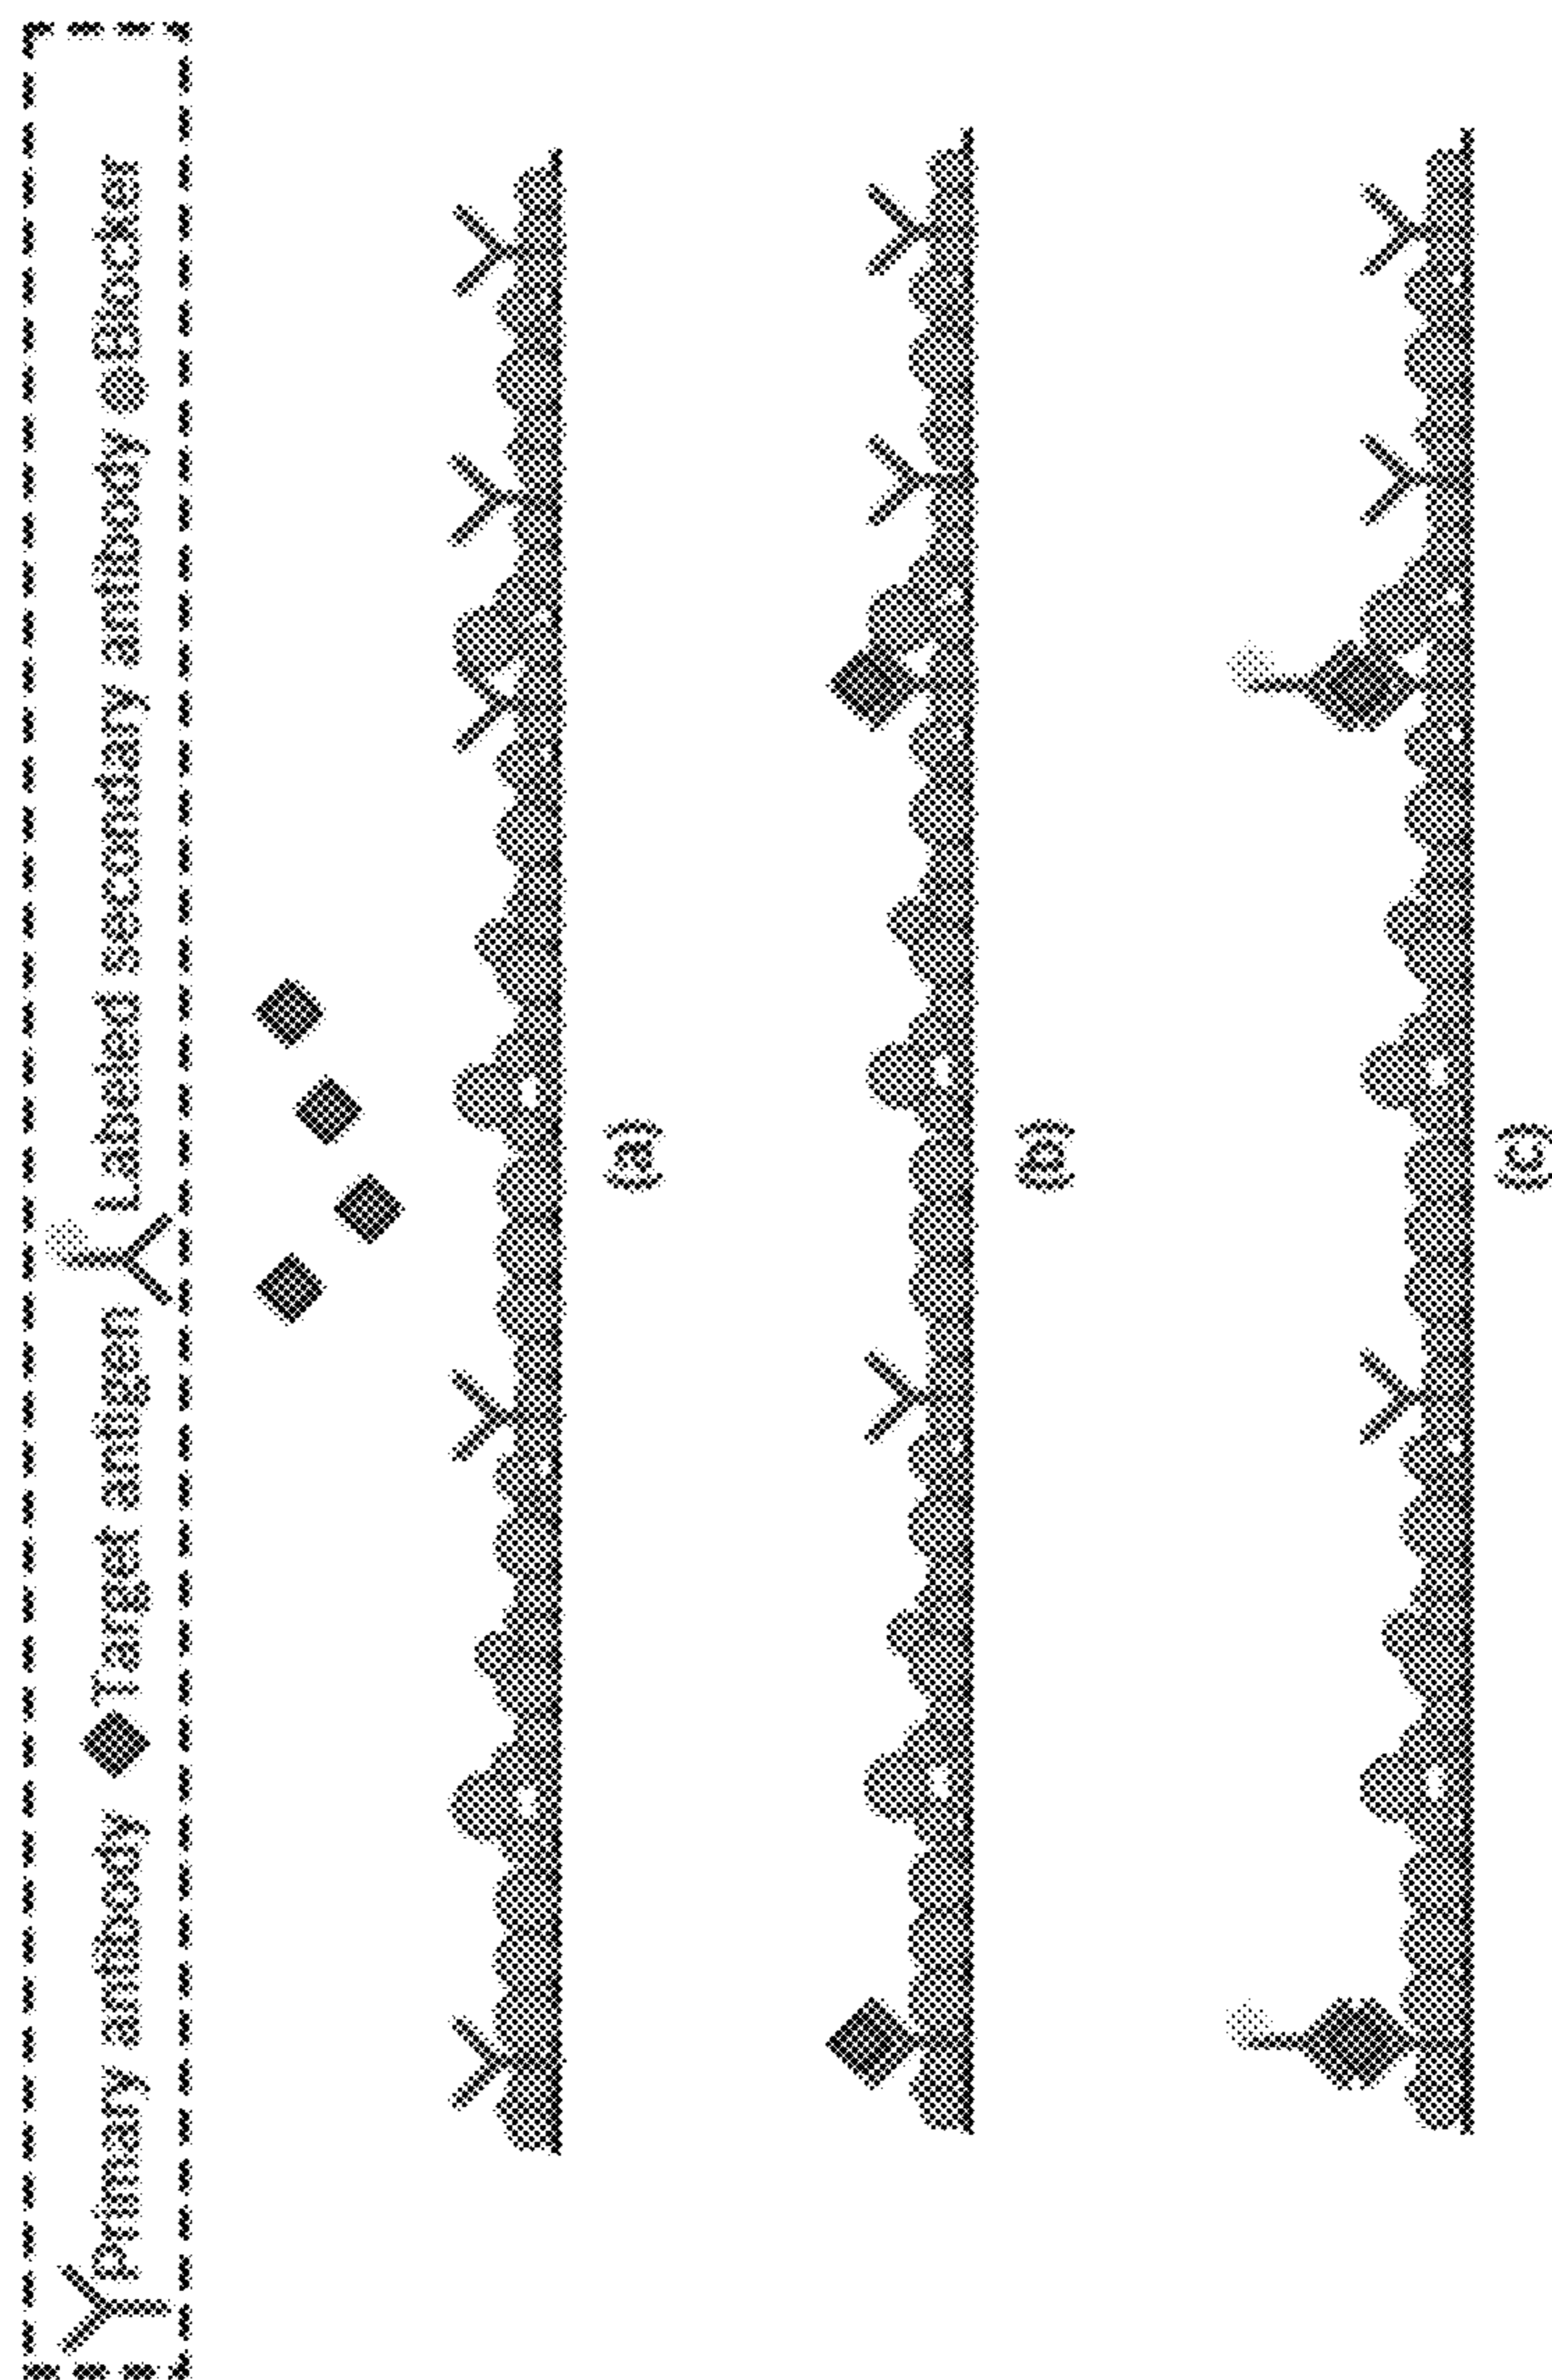 Primary antibody Target antigen Labeled secondary antibody Blocker
(a)
(b)
(c)